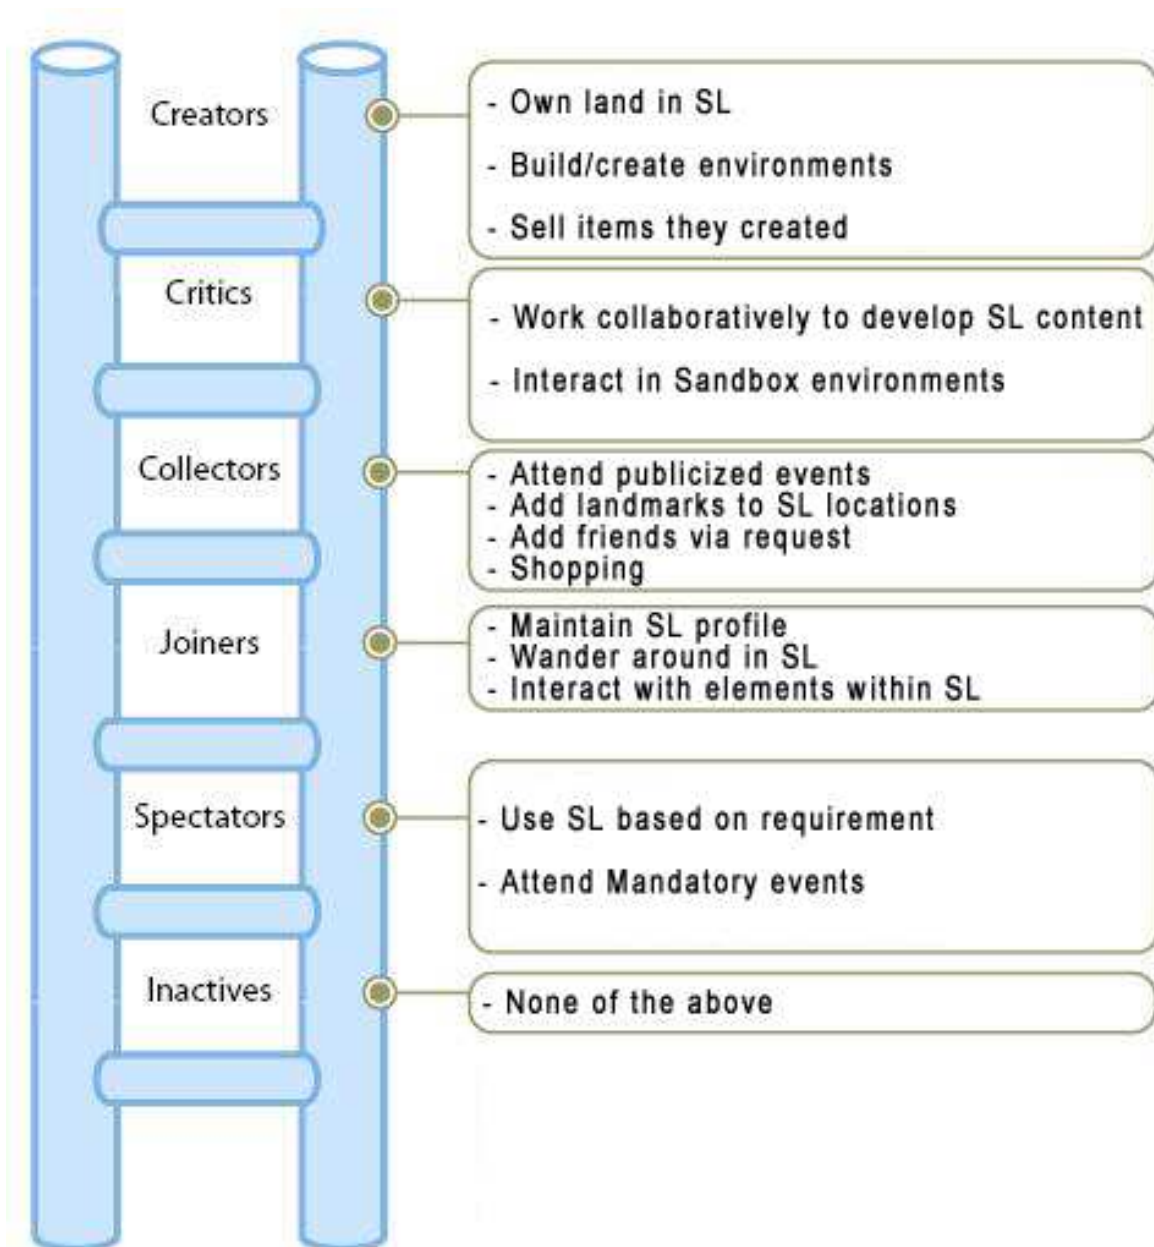 Creators
- Own land in SL
- Build/create environments
- Sell items they created
Critics
- Work collaboratively to develop SL content
- Interact in Sandbox environments
Collectors
- Attend publicized events
- Add landmarks to SL locations
- Add friends via request
- Shopping
Joiners
- Maintain SL profile
- Wander around in SL
- Interact with elements within SL
Spectators
- Use SL based on requirement
- Attend Mandatory events
Inactives
- None of the above